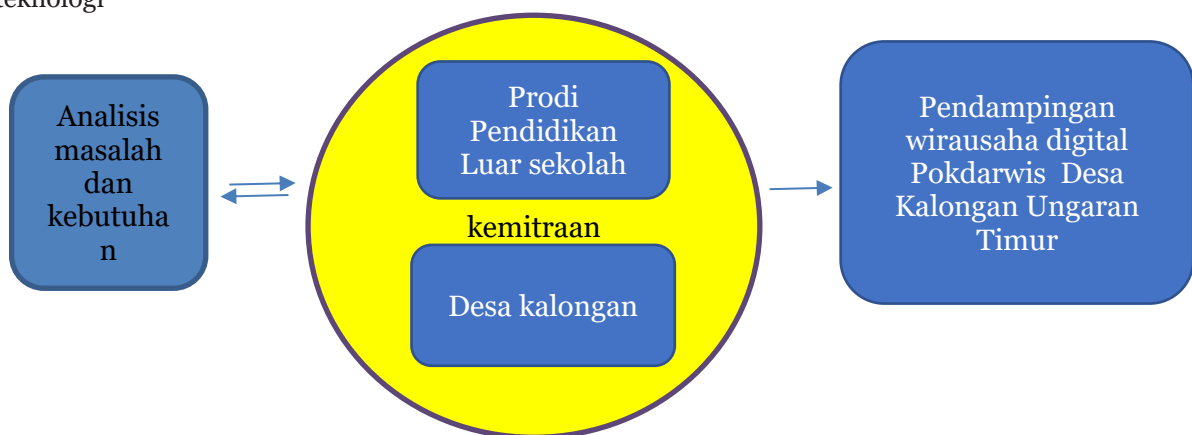 teknologi
Analisis
masalah
dan
kebutuha
n
Prodi
Pendidikan
Luar sekolah
kemitraan
Desa kalongan
Pendampingan
wirausaha digital
Pokdarwis Desa
Kalongan Ungaran
Timur